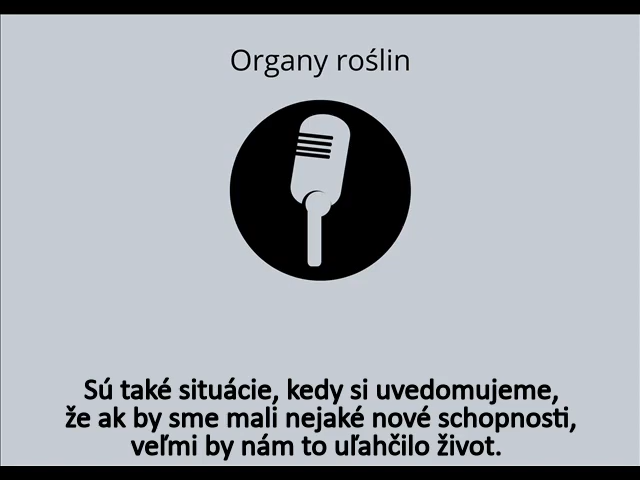 Organy roślin
Sú také situácie, kedy si uvedomujeme,
že ak by sme mali nejaké nové schopnosti,
veľmi by nám to uľahčilo život.